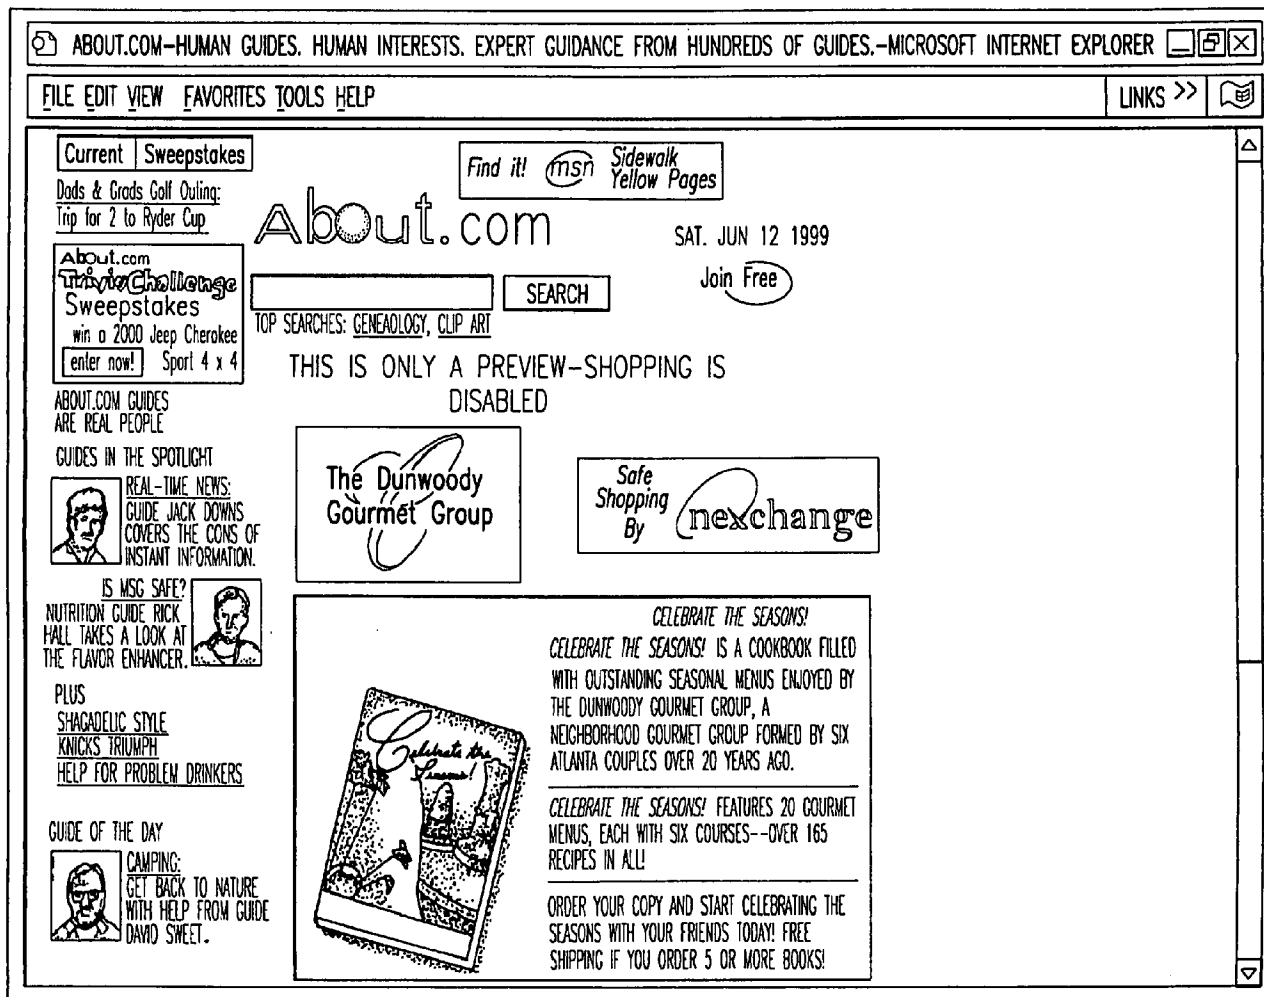 ABOUT.COM–HUMAN GUIDES. HUMAN INTERESTS. EXPERT GUIDANCE FROM HUNDREDS OF GUIDES.–MICROSOFT INTERNET EXPLORER
FILE EDIT VIEW FAVORITES TOOLS HELP
LINKS >>
Current Sweepstakes
Dads & Grads Golf Outing:
Trip for 2 to Ryder Cup
About.com
Trivia Challenge
Sweepstakes
win a 2000 Jeep Cherokee
enter now! Sport 4 x 4
ABOUT.COM GUIDES
ARE REAL PEOPLE
GUIDES IN THE SPOTLIGHT
REAL–TIME NEWS:
GUIDE JACK DOWNS
COVERS THE CONS OF
INSTANT INFORMATION.
IS MSG SAFE?
NUTRITION GUIDE RICK
HALL TAKES A LOOK AT
THE FLAVOR ENHANCER.
PLUS
SHAGADELIC STYLE
KNICKS TRIUMPH
HELP FOR PROBLEM DRINKERS
GUIDE OF THE DAY
CAMPING:
GET BACK TO NATURE
WITH HELP FROM GUIDE
DAVID SWEET.
Find it! msn Sidewalk
Yellow Pages
About.com
SAT. JUN 12 1999
Join Free
SEARCH
TOP SEARCHES: GENEAOLOGY, CLIP ART
THIS IS ONLY A PREVIEW–SHOPPING IS
DISABLED
The Dunwoody
Gourmet Group
Safe
Shopping
By
nexchange
Celebrate the
Seasons!
CELEBRATE THE SEASONS!
CELEBRATE THE SEASONS! IS A COOKBOOK FILLED
WITH OUTSTANDING SEASONAL MENUS ENJOYED BY
THE DUNWOODY GOURMET GROUP, A
NEIGHBORHOOD GOURMET GROUP FORMED BY SIX
ATLANTA COUPLES OVER 20 YEARS AGO.
CELEBRATE THE SEASONS! FEATURES 20 GOURMET
MENUS, EACH WITH SIX COURSES--OVER 165
RECIPES IN ALL!
ORDER YOUR COPY AND START CELEBRATING THE
SEASONS WITH YOUR FRIENDS TODAY! FREE
SHIPPING IF YOU ORDER 5 OR MORE BOOKS!